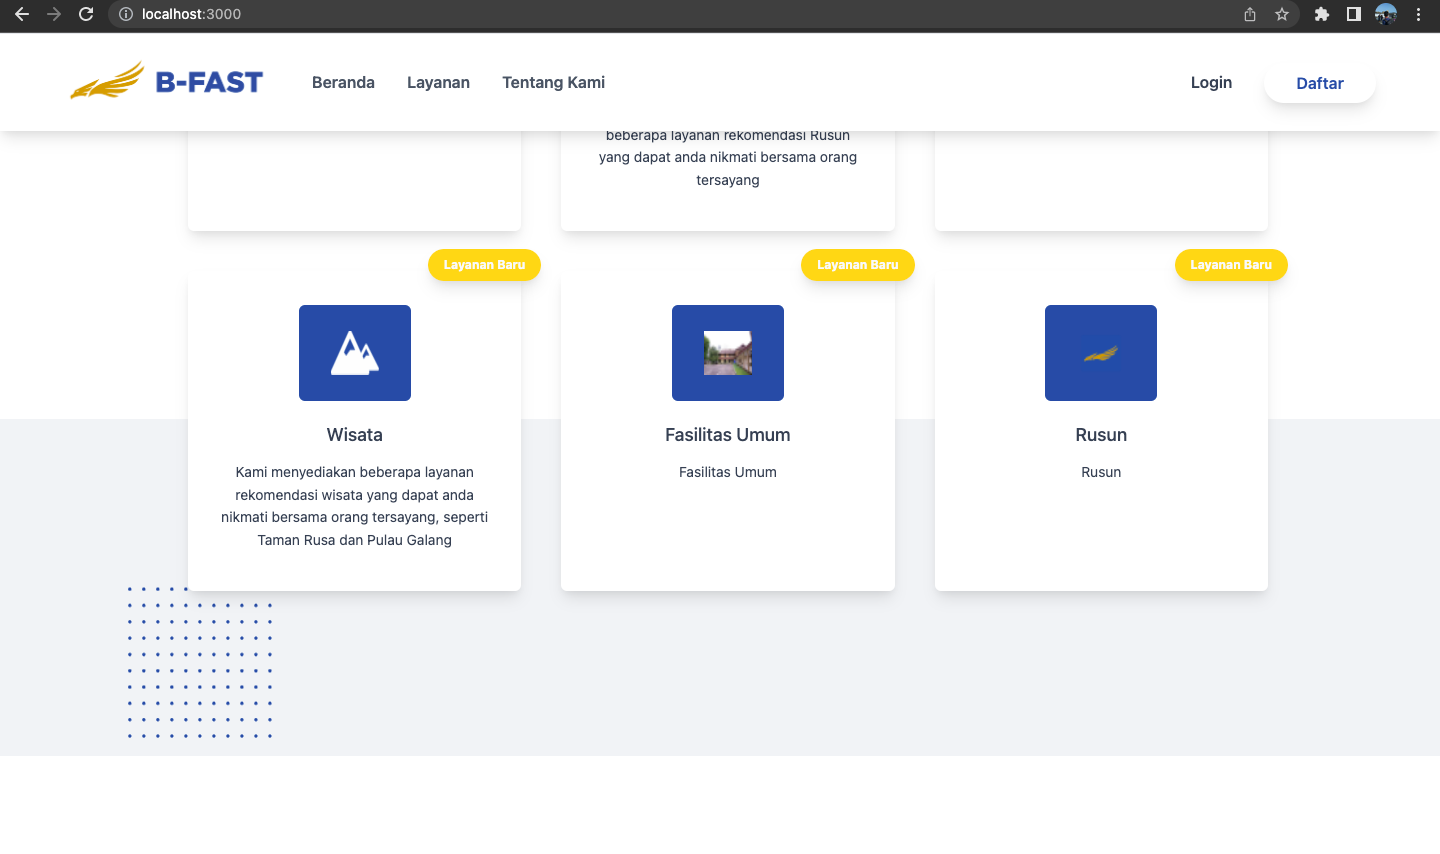 localhost:3000
B-FAST
Beranda
Layanan
Tentang Kami
Login
Daftar
beberapa layanan rekomendasi Rusun
yang dapat anda nikmati bersama orang
tersayang
Layanan Baru
Layanan Baru
Layanan Baru
Wisata
Kami menyediakan beberapa layanan
rekomendasi wisata yang dapat anda
nikmati bersama orang tersayang, seperti
Taman Rusa dan Pulau Galang
Fasilitas Umum
Fasilitas Umum
Rusun
Rusun